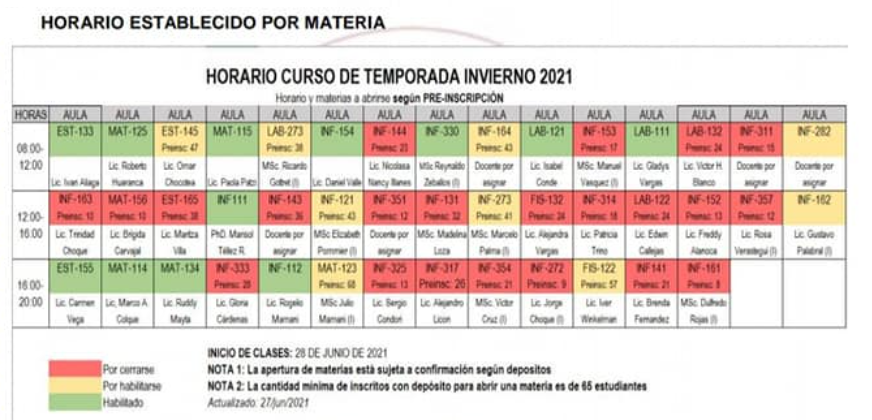 HORARIO ESTABLECIDO POR MATERIA
HORARIO CURSO DE TEMPORADA INVIERNO 2021
Horario y materias a abrirse según PRE-INSCRIPCIÓN
HORAS AULA AULA AULA AULA AULA AULA AULA AULA AULA AULA AULA AULA AULA AULA AULA
EST-133 MAT-125 EST-145 MAT-115 LAB-273 INF-154 INF-144 INF-330 INF-164 LAB-121 INF-153 LAB-111 LAB-132 INF-311 INF-282
08:00- Preinsc: 47 Preinsc: 38 Preinsc: 23 Preinsc: 43 Preinsc: 17 Preinsc: 24 Preinsc: 15
12:00 Lic. Roberto Lic. Omar MSc. Ricardo Lic. Nicolasa MSc Reynaldo Docente por Lic. Isabel MSc. Manuel Lic. Gladys Lic. Victor H. Docente por Docente por
Lic. Ivan Aliaga Huaranca Chocotea (I) Lic. Daniel Valle Nancy Illanes Zeballos (I) asignar Conde Vasquez (I) Vargas Blanco asignar asignar
INF-163 MAT-156 EST-165 INF111 INF-143 INF-121 INF-351 INF-131 INF-273 FIS-132 INF-314 LAB-122 INF-152 INF-357 INF-162
12:00- Preinsc: 10 Preinsc: 10 Preinsc: 38 Preinsc: 36 Preinsc: 43 Preinsc: 12 Preinsc: 32 Preinsc: 41 Preinsc: 24 Preinsc: 18 Preinsc: 24 Preinsc: 13 Preinsc: 12
16:00 Lic. Trinidad Lic. Brigida Lic. Maritza PhD. Marisol Docente por MSc Elizabeth Docente por MSc. Madelina MSc. Marcelo Lic. Alejandra Lic. Patricia Lic. Edwin Lic. Freddy Lic. Rosa Lic. Gustavo
Choque Carvajal Villa Téllez R. asignar Pommier (I) asignar Loza Palma (I) Vargas Trino Callejas Alanoca Verastegui (I) Palabral (I)
EST-155 MAT-114 MAT-134 INF-333 INF-112 MAT-123 INF-325 INF-317 INF-354 INF-272 FIS-122 INF141 INF-161
16:00- Preinsc: 28 Preinsc: 68 Preinsc: 13 Preinsc: 26 Preinsc: 21 Preinsc: 9 Preinsc: 57 Preinsc: 21 Preinsc: 8
20:00 Lic. Carmen Lic. Marco A. Lic. Ruddy Lic. Gloria Lic. Rogelio MSc Julio Lic. Sergio Lic. Alejandro MSc. Victor Lic. Jorge Lic. Iver Lic. Brenda MSc.
Vega Colque Mayta Cárdenas Mamani Mamani (I) Condori Cruz (I) Choque (I) Winkelman Fernandez Rojas (I)
INICIO DE CLASES: 28 DE JUNIO DE 2021
Por cerrarse NOTA 1: La apertura de materias está sujeta a confirmación según depositos
Por habilitarse NOTA 2: La cantidad mínima de inscritos con depósito para abrir una materia es de 65 estudiantes
Habilitado Actualizado: 27/jun/2021